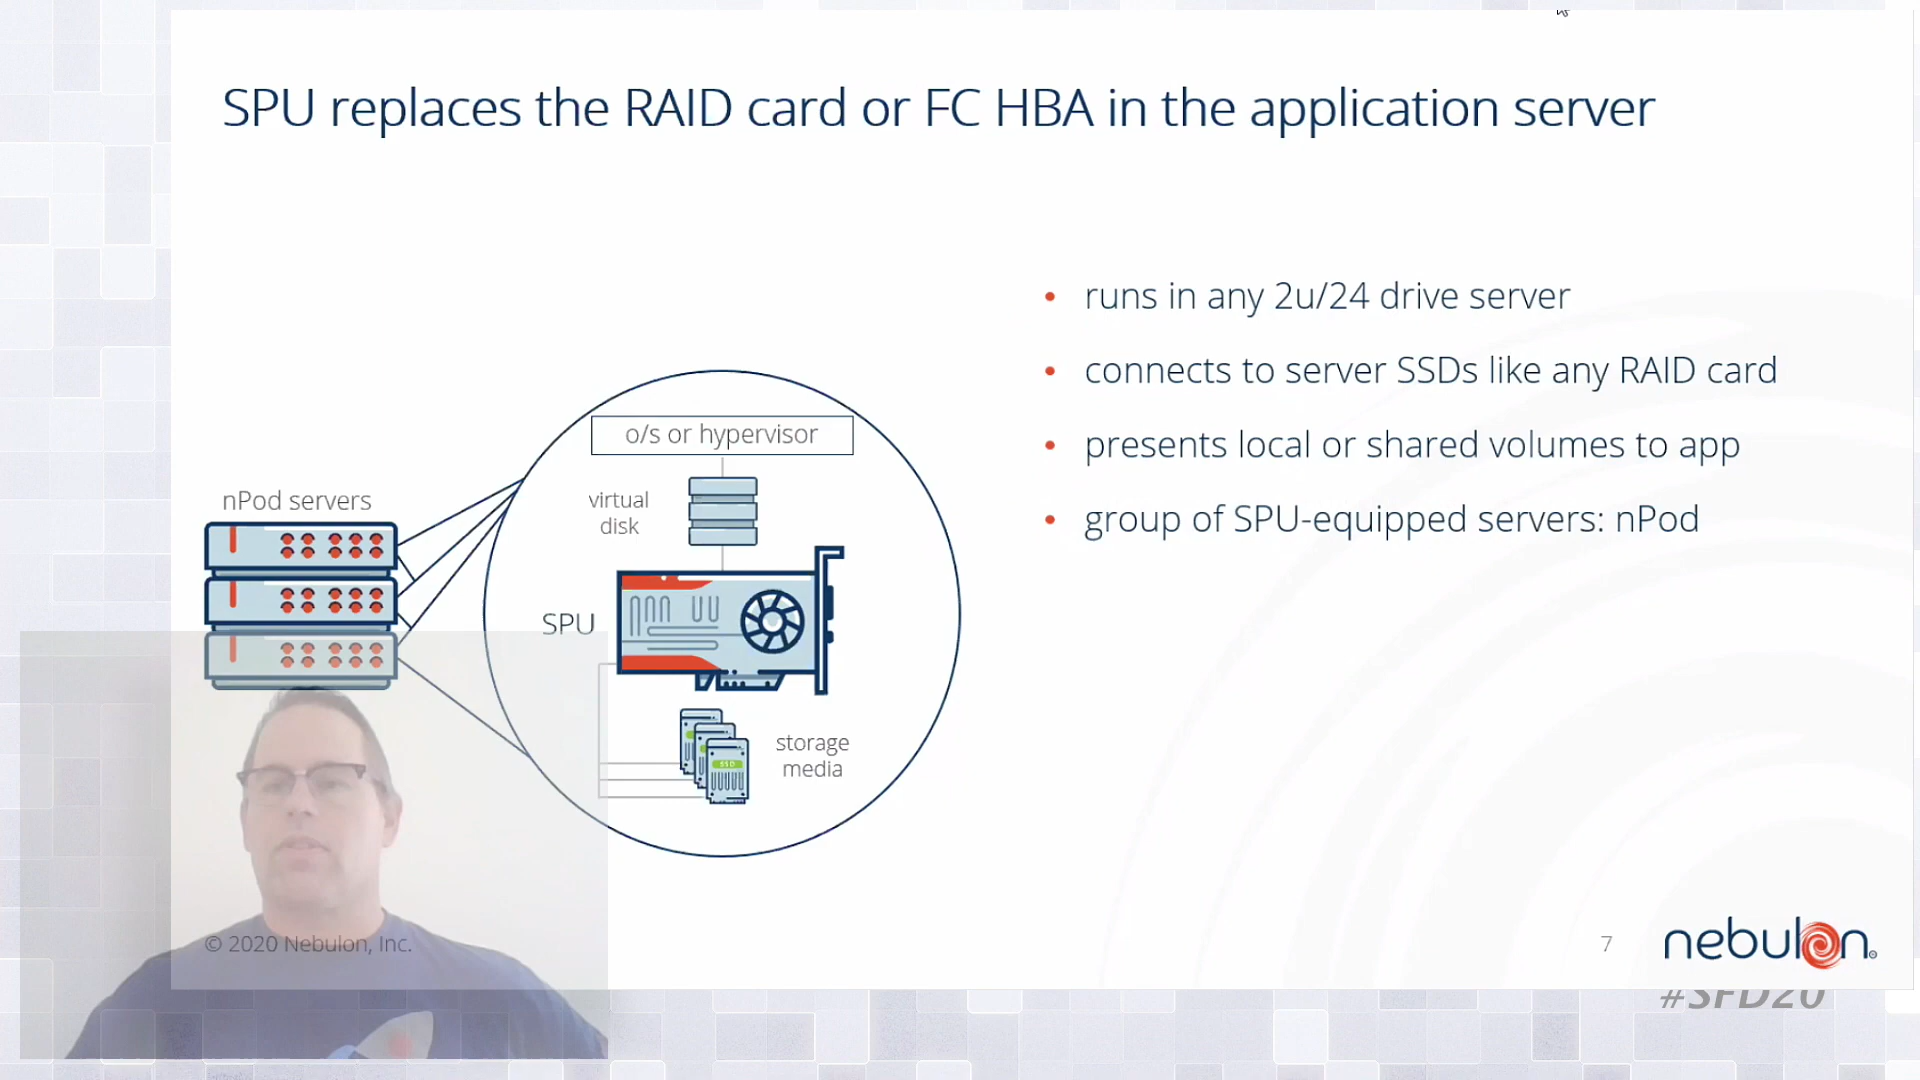 SPU replaces the RAID card or FC HBA in the application server
• runs in any 2u/24 drive server
• connects to server SSDs like any RAID card
• presents local or shared volumes to app
• group of SPU-equipped servers: nPod
o/s or hypervisor
virtual
disk
nPod servers
SPU
SSD
storage
media
© 2020 Nebulon, Inc.
7
nebulon
#SFD20